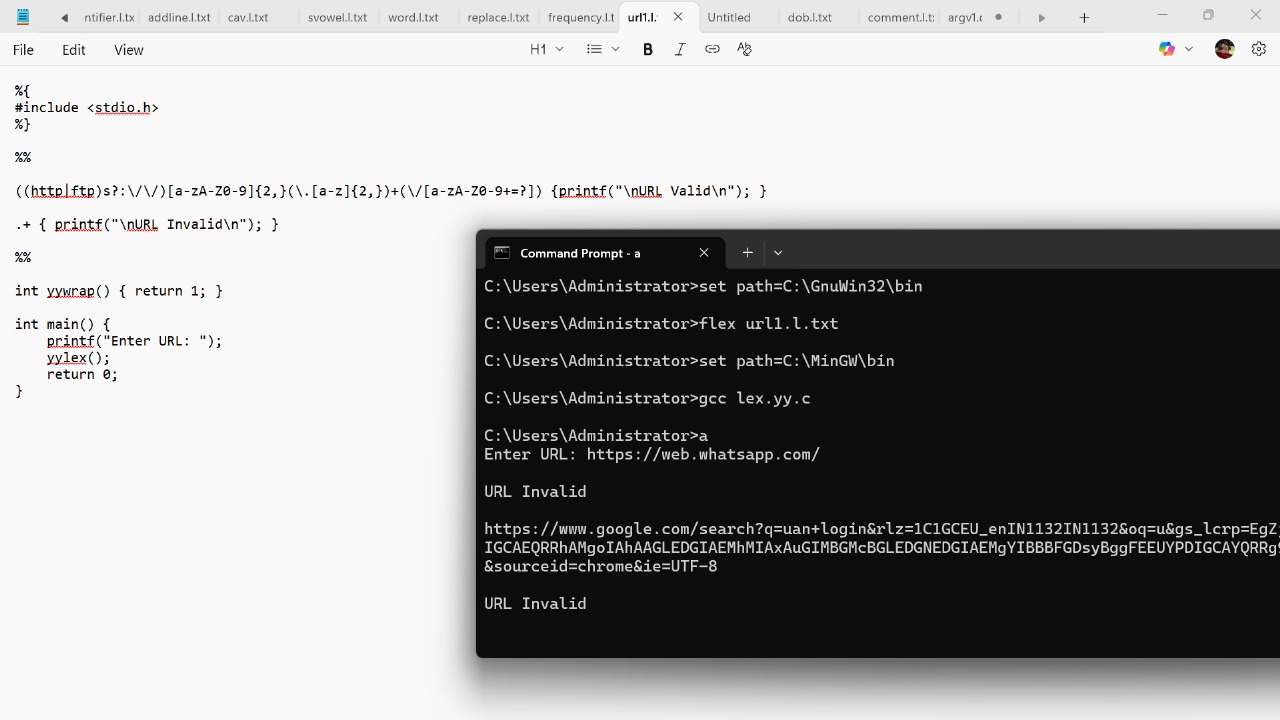 ntifier.l.tx addline.l.txt cav.l.txt svowel.l.txt word.l.txt replace.l.txt frequency.l.t url1.l. Untitled dob.l.tx comment.l.t: argv1.c
File Edit View H1 B I
%{
#include <stdio.h>
%}
%%
((http|ftp)s?:\/\/)[a-zA-Z0-9]{2,}(\.[a-z]{2,})+(\/[a-zA-Z0-9+=?]) {printf("\nURL Valid\n"); }
.+ { printf("\nURL Invalid\n"); }
%%
int yywrap() { return 1; }
int main() {
    printf("Enter URL: ");
    yylex();
    return 0;
}
Command Prompt - a
C:\Users\Administrator>set path=C:\GnuWin32\bin
C:\Users\Administrator>flex url1.l.txt
C:\Users\Administrator>set path=C:\MinGW\bin
C:\Users\Administrator>gcc lex.yy.c
C:\Users\Administrator>a
Enter URL: https://web.whatsapp.com/
URL Invalid
https://www.google.com/search?q=uan+login&rlz=1C1GCEU_enIN1132IN1132&oq=u&gs_lcrp=EgZ
IGCAEQRRhAMgoIAhAAGLEDGIAEMhMIAxAuGIMBGMcBGLEDGNEDGIAEMgYIBBBFGDsyBggFEEUYPDIGCAYQRRg
&sourceid=chrome&ie=UTF-8
URL Invalid